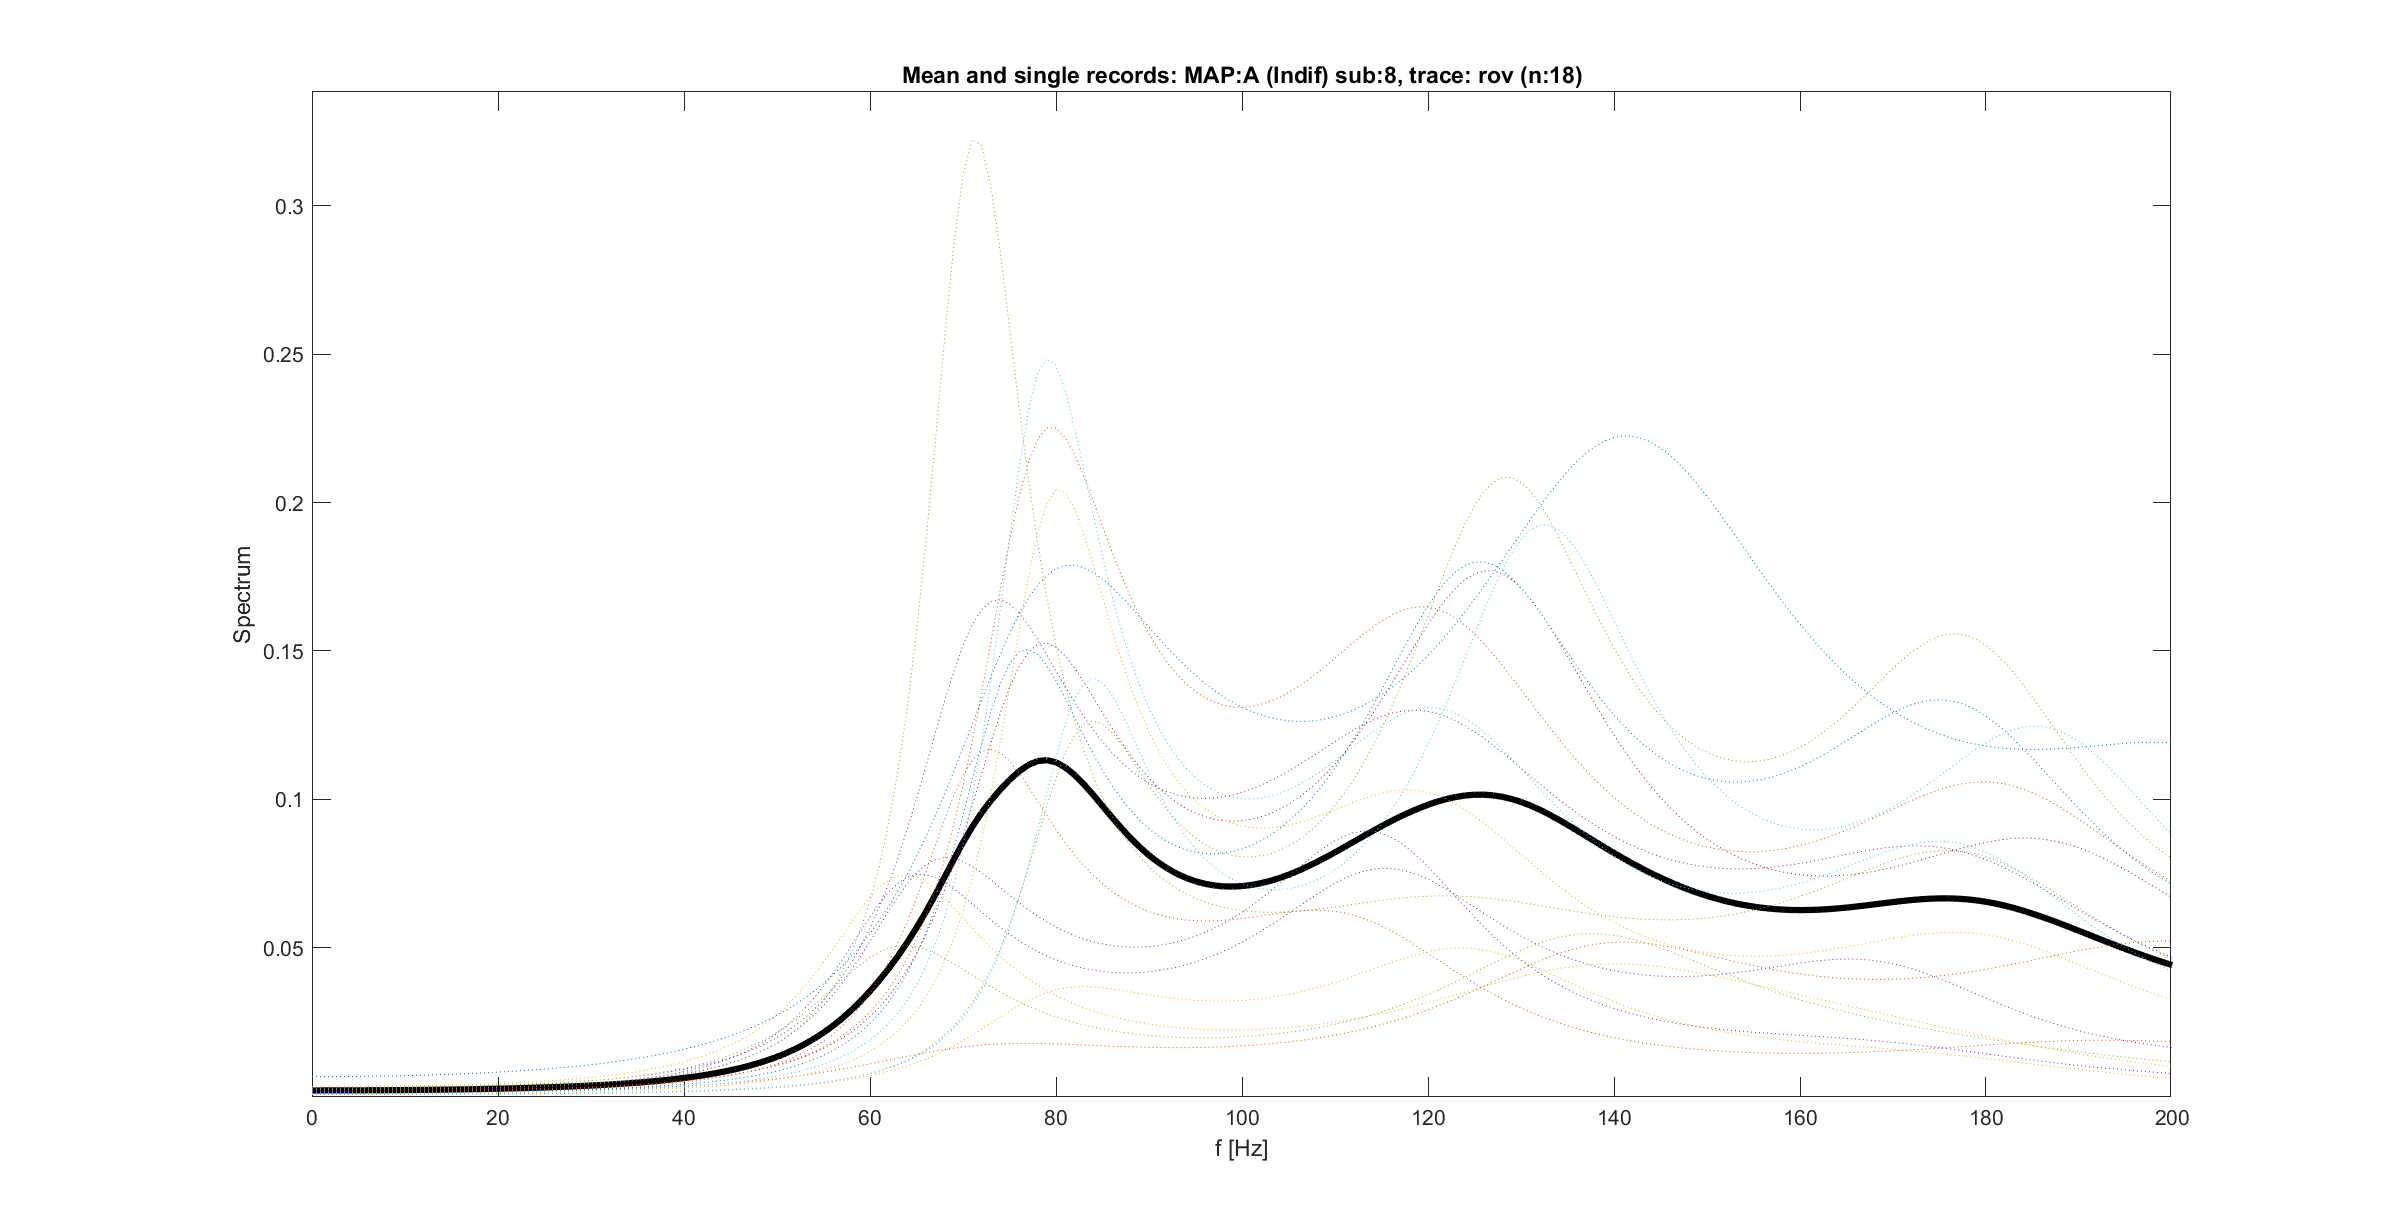 Mean and single records: MAP:A (Indif) sub:8, trace: rov (n:18)
0.3
0.25
0.2
0.15
0.1
0.05
Spectrum
0 20 40 60 80 100 120 140 160 180 200
f [Hz]